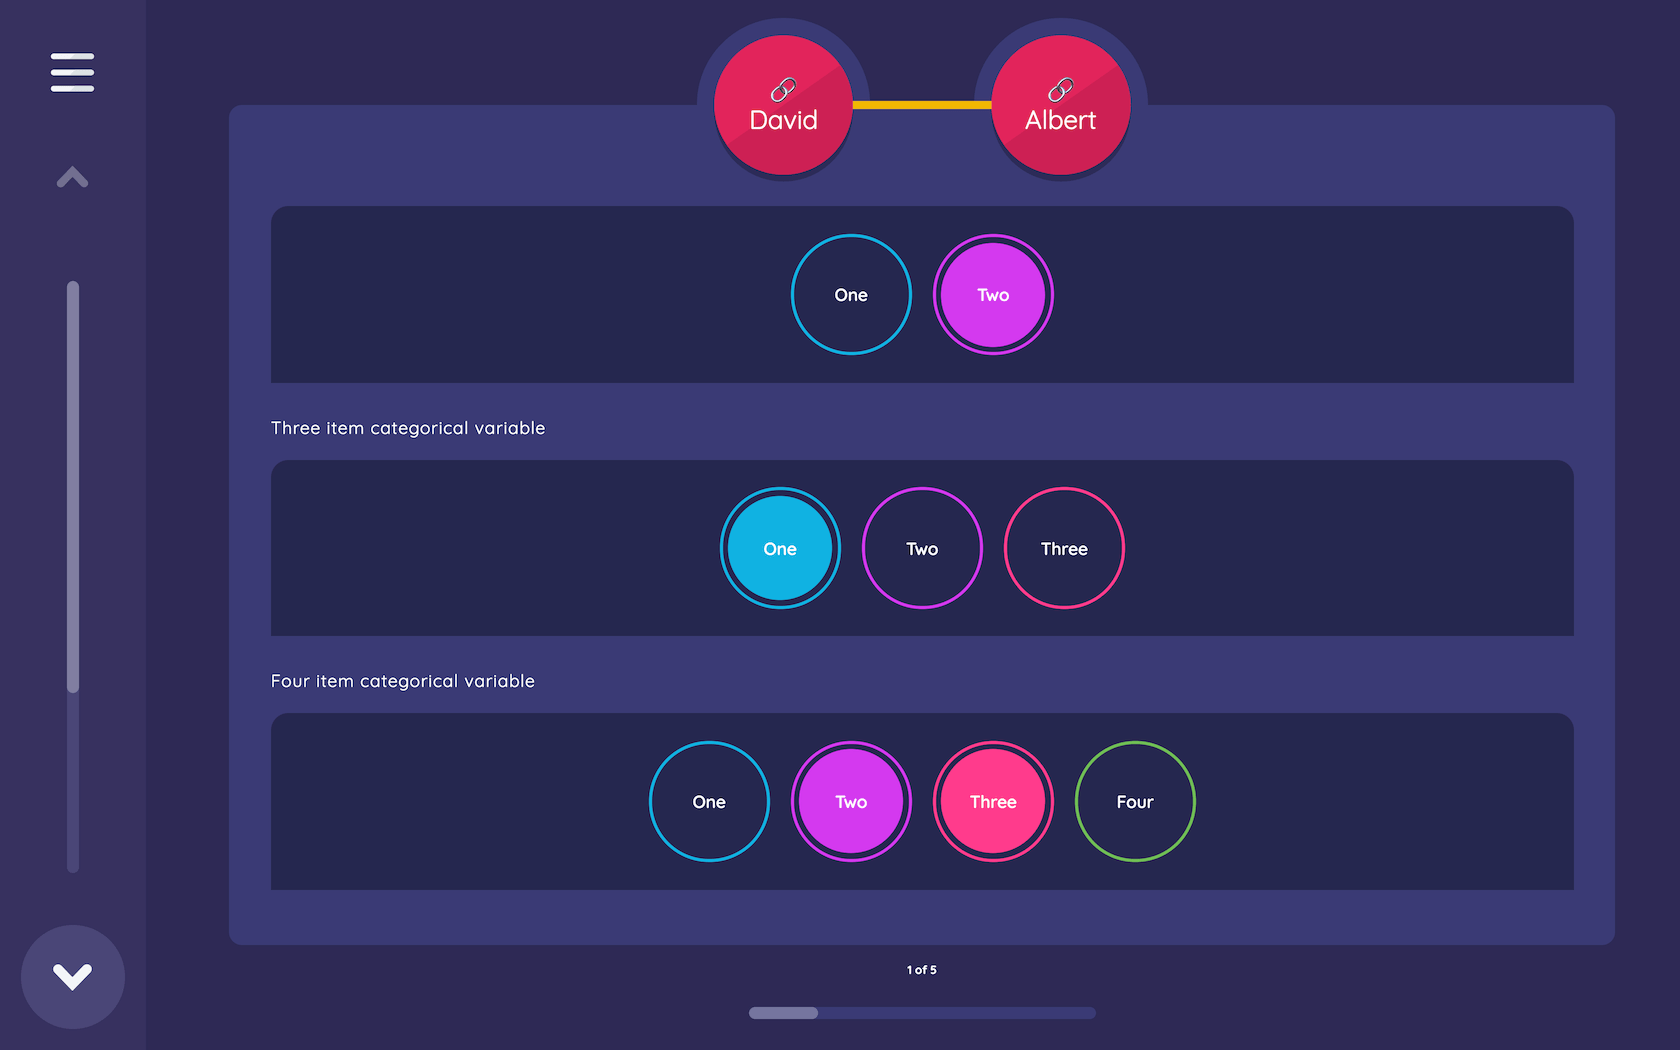 David
Albert
One
Two
Three item categorical variable
One
Two
Three
Four item categorical variable
One
Two
Three
Four
1 of 5